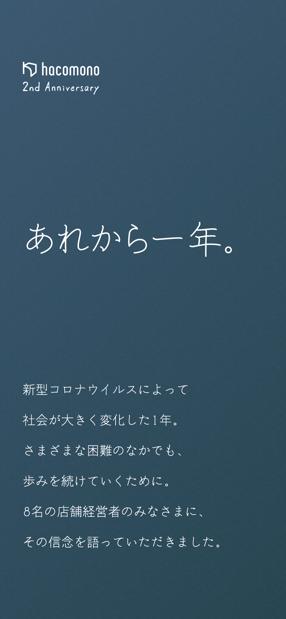 hacomono
2nd Anniversary
あれから一年。
新型コロナウイルスによって
社会が大きく変化した1年。
さまざまな困難のなかでも、
歩みを続けていくために。
8名の店舗経営者のみなさまに、
その信念を語っていただきました。